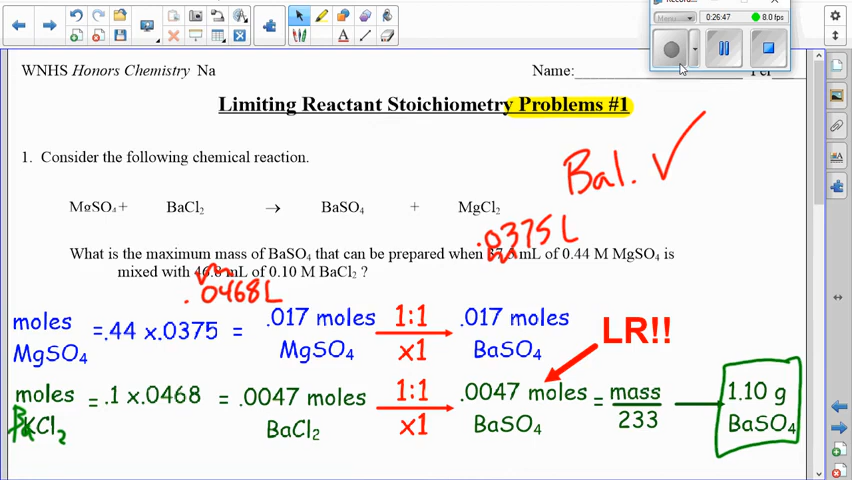 Menu
0:26:47
8.0 fps
WNHS Honors Chemistry Na
Name:
Limiting Reactant Stoichiometry Problems #1
1. Consider the following chemical reaction.
Bal. ✓
MgSO₄ + BaCl₂ → BaSO₄ + MgCl₂
.0375 L
What is the maximum mass of BaSO₄ that can be prepared when 37.5 mL of 0.44 M MgSO₄ is
mixed with 46.8 mL of 0.10 M BaCl₂ ?
.0468 L
moles MgSO₄ = .44 x .0375 = .017 moles MgSO₄ 1:1 x1 .017 moles BaSO₄
LR!!
moles BaCl₂ = .1 x .0468 = .0047 moles BaCl₂ 1:1 x1 .0047 moles BaSO₄ = mass 233 1.10 g BaSO₄